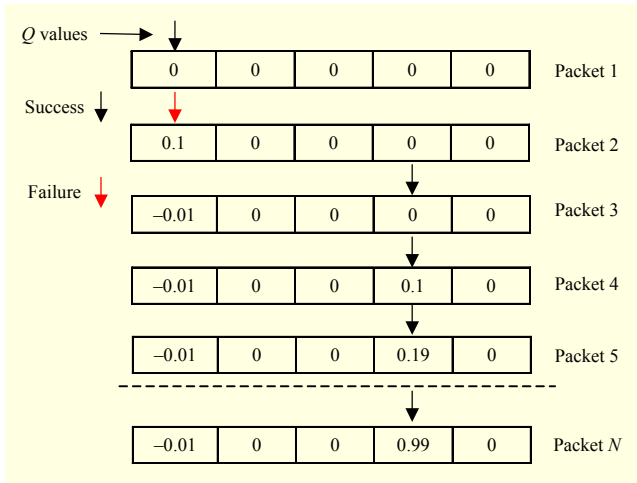 Q values
0 0 0 0 0 Packet 1
Success
0.1 0 0 0 0 Packet 2
Failure
–0.01 0 0 0 0 Packet 3
–0.01 0 0 0.1 0 Packet 4
–0.01 0 0 0.19 0 Packet 5
–0.01 0 0 0.99 0 Packet N